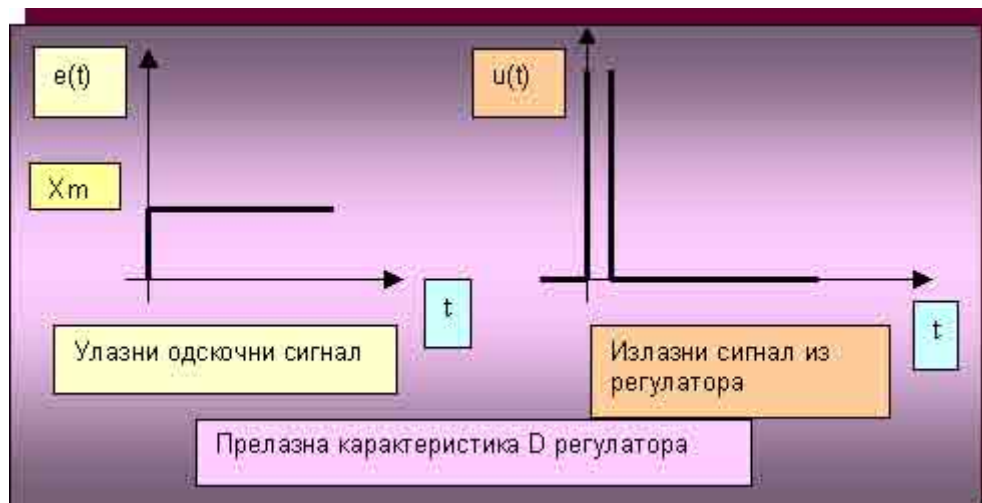 e(t)
u(t)
Xm
t
t
Улазни одскочни сигнал
Излазни сигнал из
регулатора
Прелазна карактеристика D регулатора